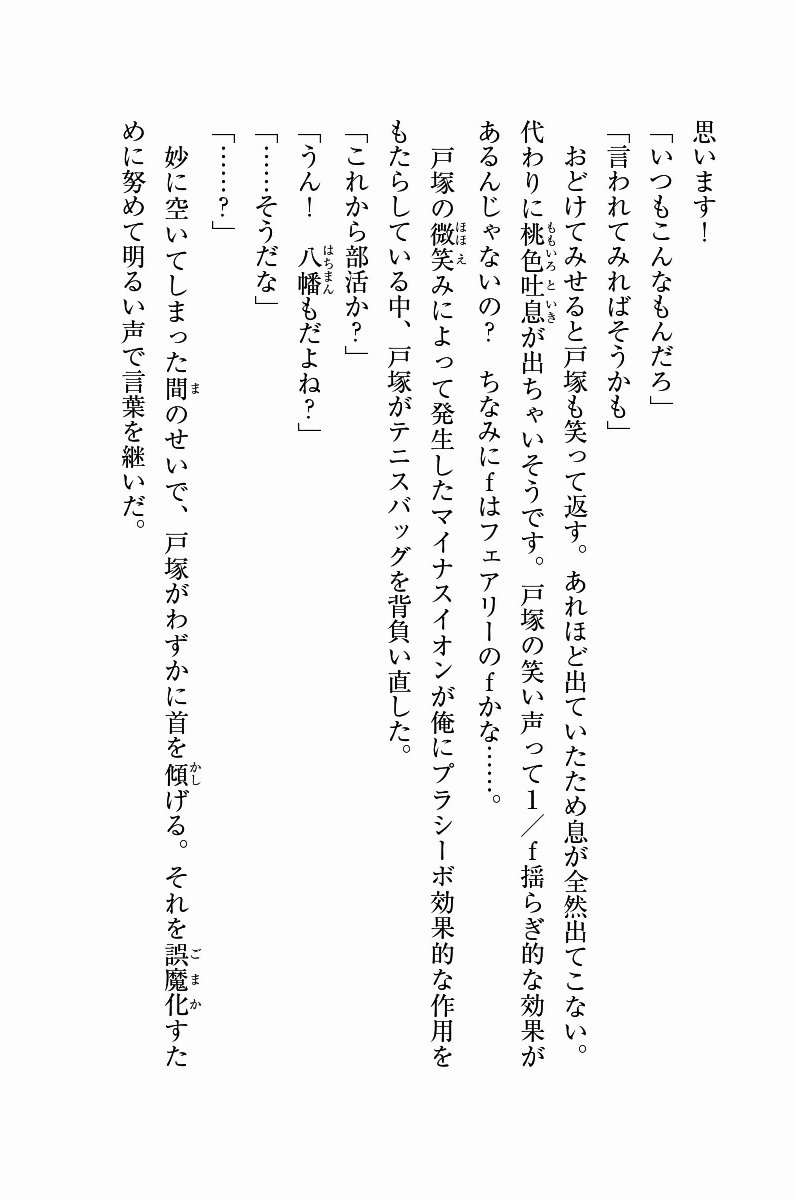 思います！
「いつもこんなもんだろ」
「言われてみればそうかも」
　おどけてみせると戸塚も笑って返す。あれほど出ていたため息が全然出てこない。
代わりに桃色吐息が出ちゃいそうです。戸塚の笑い声って１／ｆ揺らぎ的な効果が
あるんじゃないの？　ちなみにｆはフェアリーのｆかな……。
　戸塚の微笑みによって発生したマイナスイオンが俺にプラシーボ効果的な作用を
もたらしている中、戸塚がテニスバッグを背負い直した。
「これから部活か？」
「うん！　八幡もだよね？」
「……そうだな」
「……？」
　妙に空いてしまった間のせいで、戸塚がわずかに首を傾げる。それを誤魔化すた
めに努めて明るい声で言葉を継いだ。